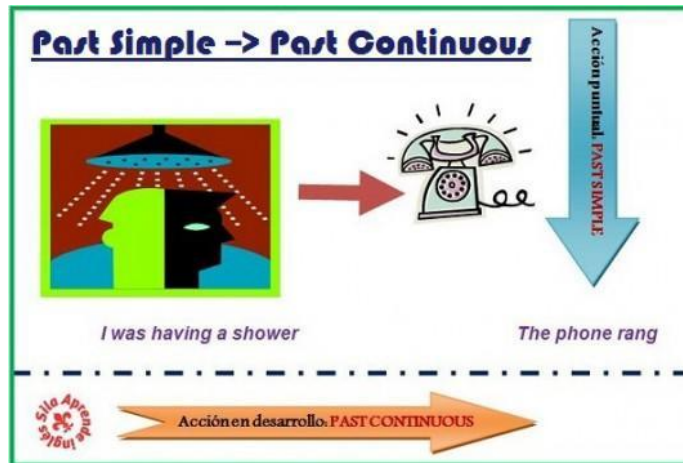 Past Simple –> Past Continuous
Acción puntual. PAST SIMPLE
I was having a shower
The phone rang
Sila Aprende inglés
Acción en desarrollo: PAST CONTINUOUS